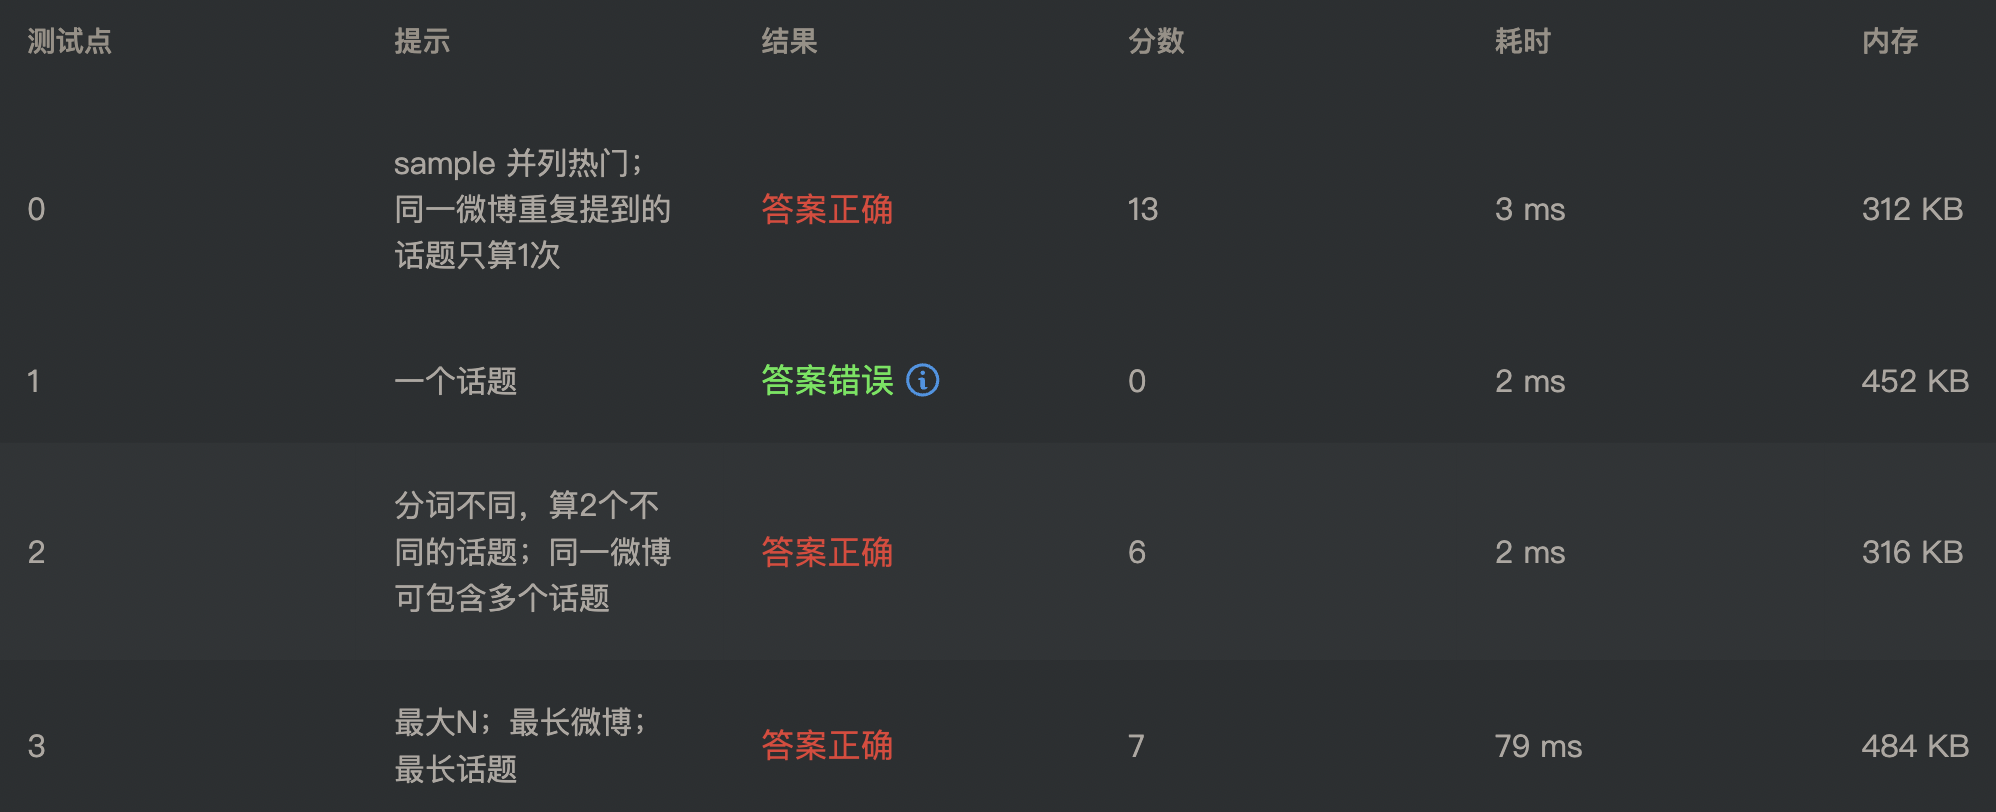 测试点 提示 结果 分数 耗时 内存
sample 并列热门；
同一微博重复提到的
话题只算1次
0 答案正确 13 3 ms 312 KB
1 一个话题 答案错误 0 2 ms 452 KB
分词不同，算2个不
同的话题；同一微博
可包含多个话题
2 答案正确 6 2 ms 316 KB
最大N；最长微博；
最长话题
3 答案正确 7 79 ms 484 KB